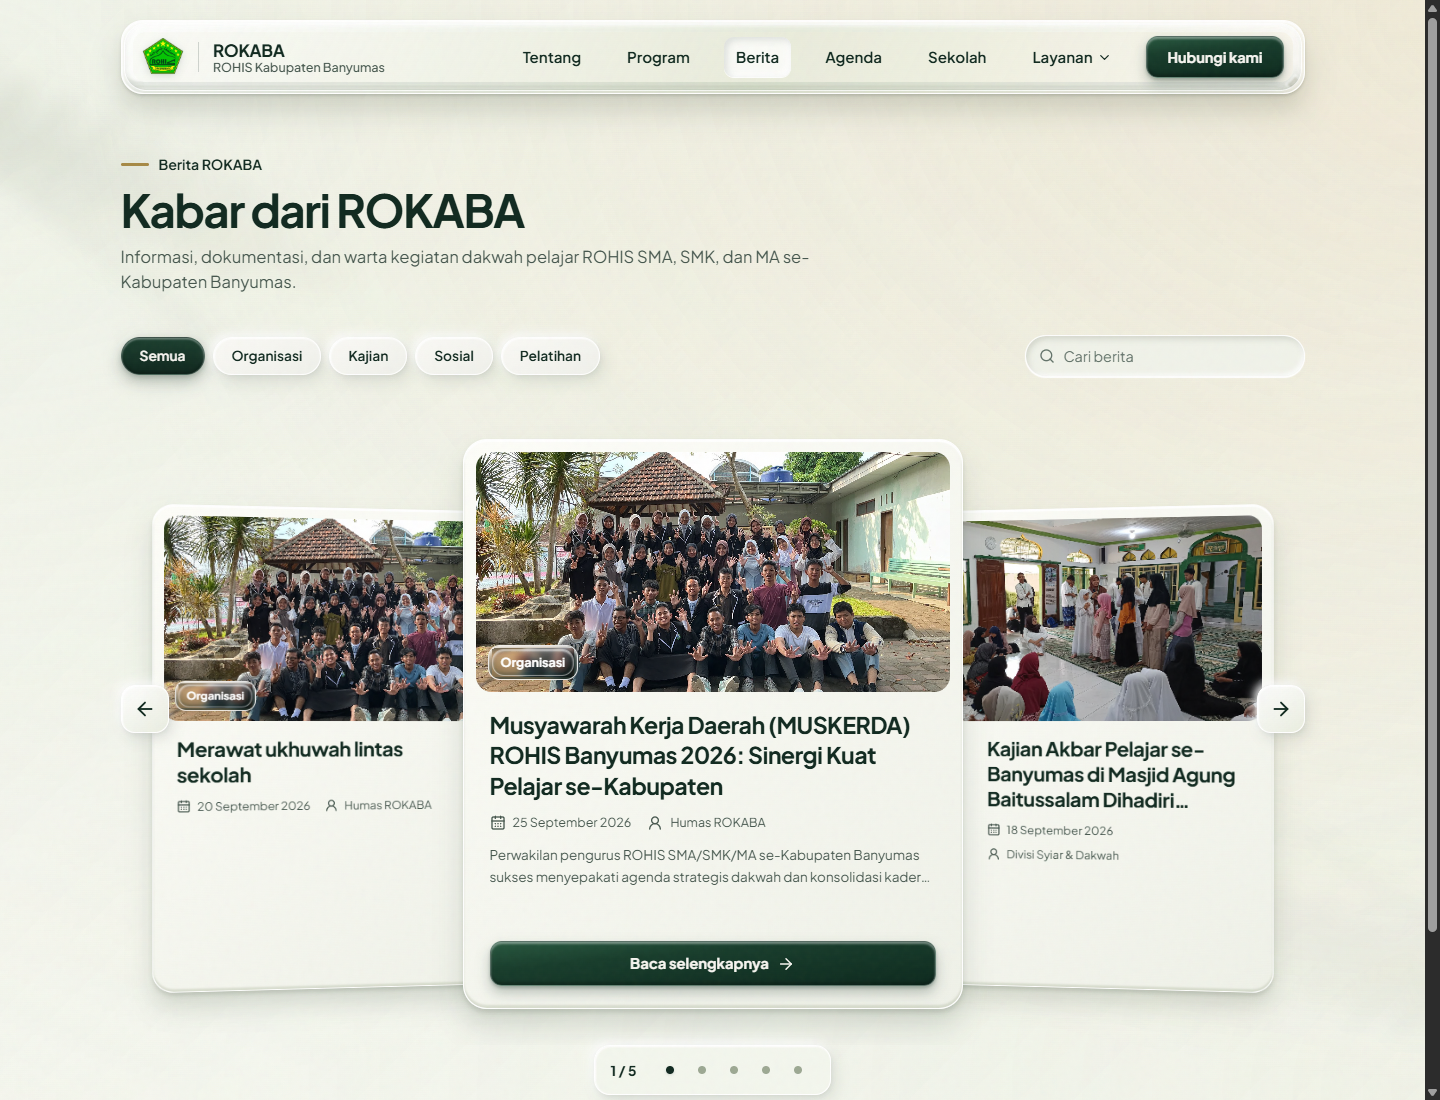 ROKABA
ROHIS Kabupaten Banyumas
Tentang
Program
Berita
Agenda
Sekolah
Layanan
Hubungi kami
Berita ROKABA
Kabar dari ROKABA
Informasi, dokumentasi, dan warta kegiatan dakwah pelajar ROHIS SMA, SMK, dan MA se-
Kabupaten Banyumas.
Semua
Organisasi
Kajian
Sosial
Pelatihan
Cari berita
Organisasi
Merawat ukhuwah lintas
sekolah
20 September 2026
Humas ROKABA
Organisasi
Musyawarah Kerja Daerah (MUSKERDA)
ROHIS Banyumas 2026: Sinergi Kuat
Pelajar se-Kabupaten
25 September 2026
Humas ROKABA
Perwakilan pengurus ROHIS SMA/SMK/MA se-Kabupaten Banyumas
sukses menyepakati agenda strategis dakwah dan konsolidasi kader...
Baca selengkapnya
Kajian Akbar Pelajar se-
Banyumas di Masjid Agung
Baitussalam Dihadiri...
18 September 2026
Divisi Syiar & Dakwah
1 / 5